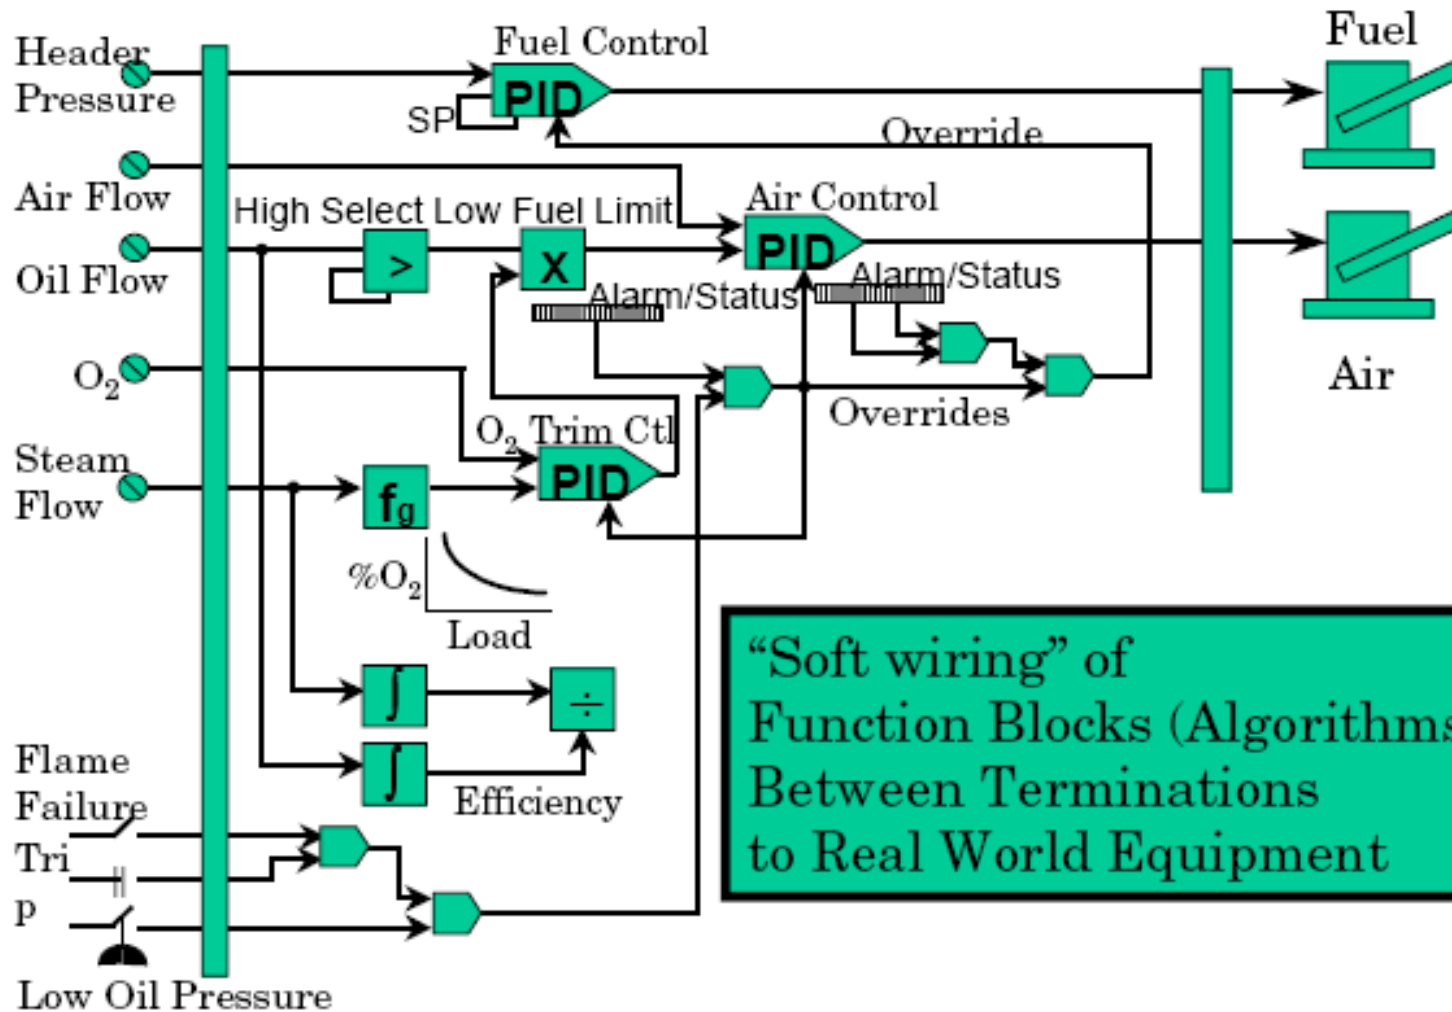 Header
Pressure
Fuel Control
PID
SP
Override
Fuel
Air Flow
High Select Low Fuel Limit
Air Control
PID
Oil Flow
>
X
Alarm/Status
Alarm/Status
Air
O2
Overrides
O2 Trim Ctl
PID
Steam
Flow
fg
%O2
Load
∫
÷
∫
Efficiency
Flame
Failure
Tri
p
Low Oil Pressure
“Soft wiring” of
Function Blocks (Algorithms
Between Terminations
to Real World Equipment